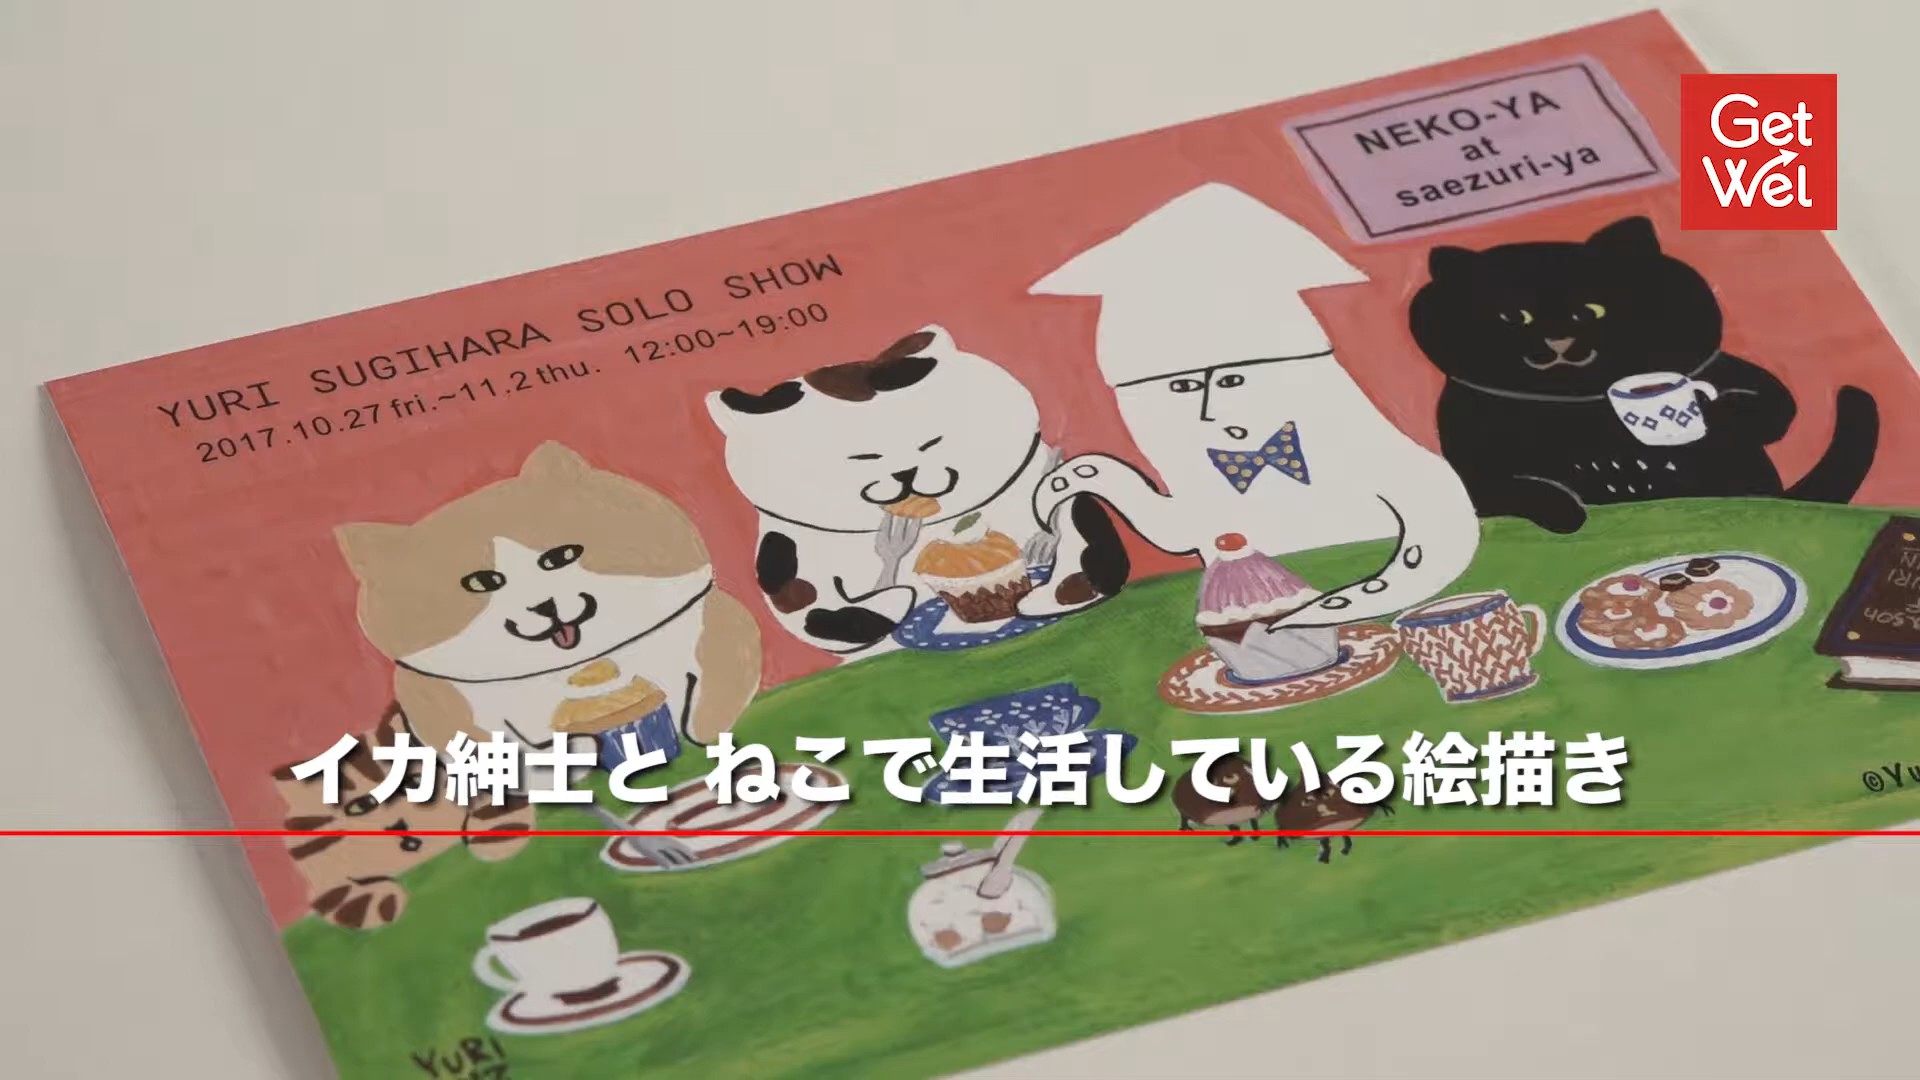 Get
Wel
NEKO-YA
at
saezuri-ya
YURI SUGIHARA SOLO SHOW
2017.10.27 fri.~11.2 thu. 12:00~19:00
イカ紳士と ねこで生活している絵描き
YURI